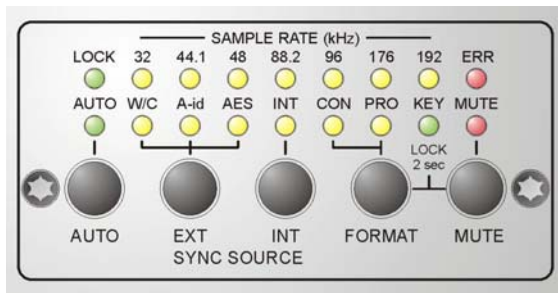 SAMPLE RATE (kHz)
LOCK 32 44.1 48 88.2 96 176 192 ERR
AUTO W/C A-id AES INT CON PRO KEY MUTE
LOCK
2 sec
AUTO EXT INT FORMAT MUTE
SYNC SOURCE